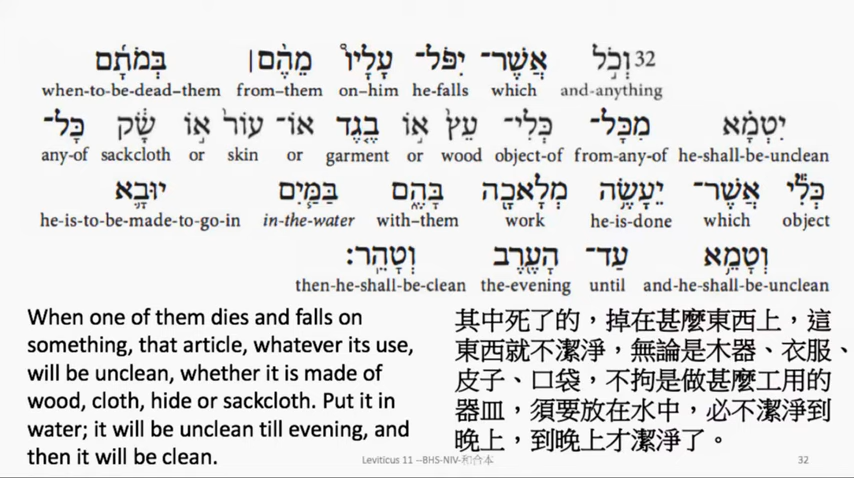 32 וְכֹ֣ל אֲשֶׁר־ יִפֹּל־ עָלָיו֩ מֵהֶ֨ם ׀ בְּמֹתָ֜ם
and-anything which he-falls on–him from–them when-to-be-dead–them
יִטְמָ֗א מִכָּל־ כְּלִי־ עֵץ֙ א֣וֹ בֶ֤גֶד אוֹ־ עוֹר֙ א֣וֹ שָׂ֔ק כָּל־
he-shall-be-unclean from-any-of object-of wood or garment or skin or sackcloth any-of
כְּלִ֕י אֲשֶׁר־ יֵעָשֶׂ֥ה מְלָאכָ֖ה בָּהֶ֑ם בַּמַּ֧יִם יוּבָ֛א
object which he-is-done work with–them in-the-water he-is-to-be-made-to-go-in
וְטָמֵ֥א עַד־ הָעֶ֖רֶב וְטָהֵֽר׃
and-he-shall-be-unclean until the-evening then-he-shall-be-clean
When one of them dies and falls on
something, that article, whatever its use,
will be unclean, whether it is made of
wood, cloth, hide or sackcloth. Put it in
water; it will be unclean till evening, and
then it will be clean.
其中死了的，掉在甚麼東西上，這
東西就不潔淨，無論是木器、衣服、
皮子、口袋，不拘是做甚麼工用的
器皿，須要放在水中，必不潔淨到
晚上，到晚上才潔淨了。
Leviticus 11 --BHS-NIV-和合本
32